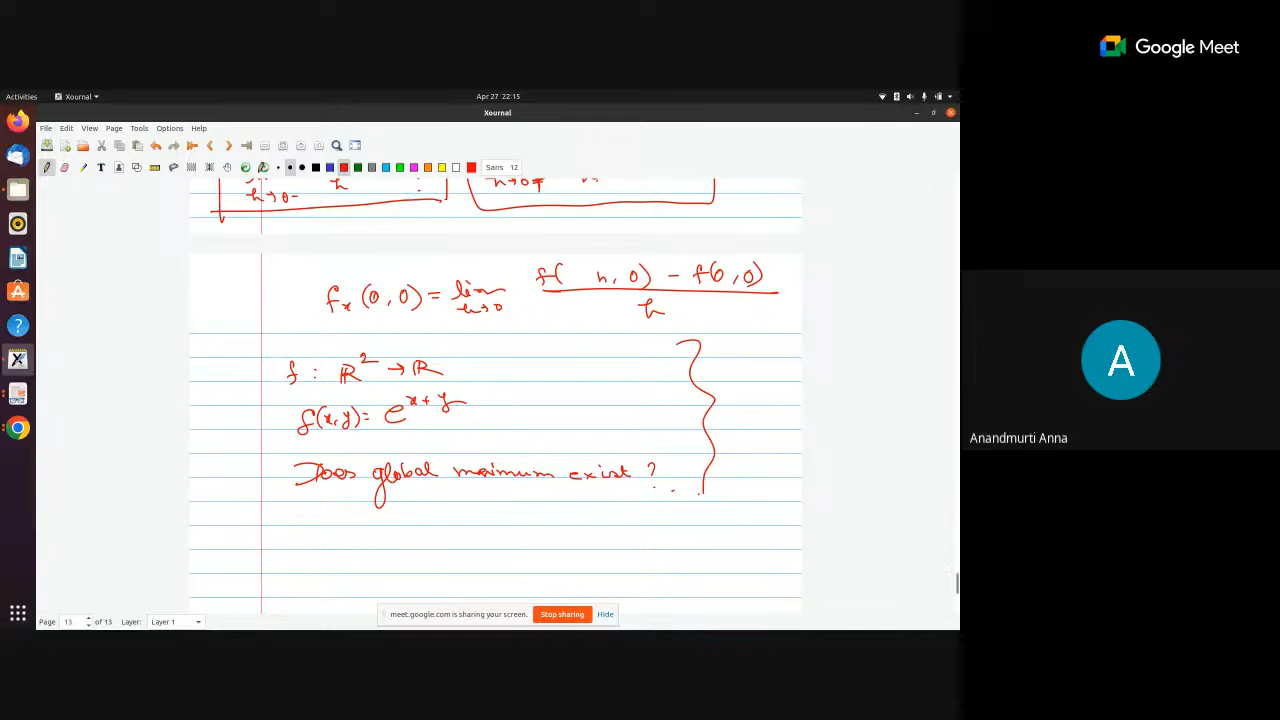 Google Meet
Activities Xournal Apr 27 22:15
Xournal
File Edit View Page Tools Options Help
Sans 12
h
h→0-
f_x(0,0) = lim h→0 f( h, 0) - f(0,0) / h
f : ℝ² → ℝ
f(x,y) = e^{x+y}
Does global maximum exist ?
Anandmurti Anna
A
meet.google.com is sharing your screen. Stop sharing Hide
Page 13 of 13 Layer: Layer 1